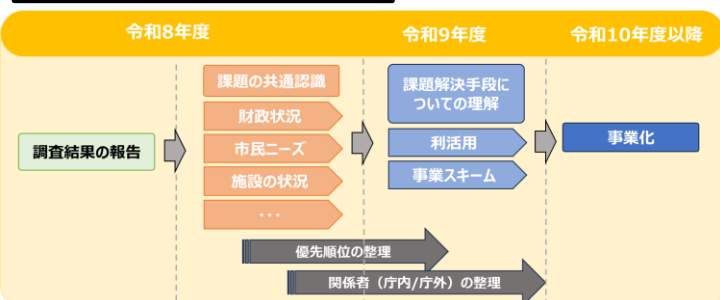 令和8年度
令和9年度
令和10年度以降
調査結果の報告
課題の共通認識
財政状況
市民ニーズ
施設の状況
・・・
課題解決手段に
ついての理解
利活用
事業スキーム
事業化
優先順位の整理
関係者（庁内/庁外）の整理